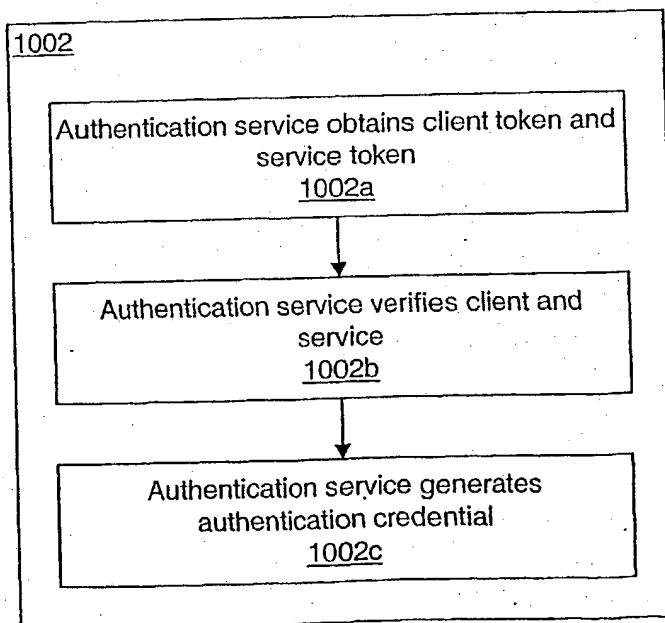 1002
Authentication service obtains client token and
service token
1002a
Authentication service verifies client and
service
1002b
Authentication service generates
authentication credential
1002c